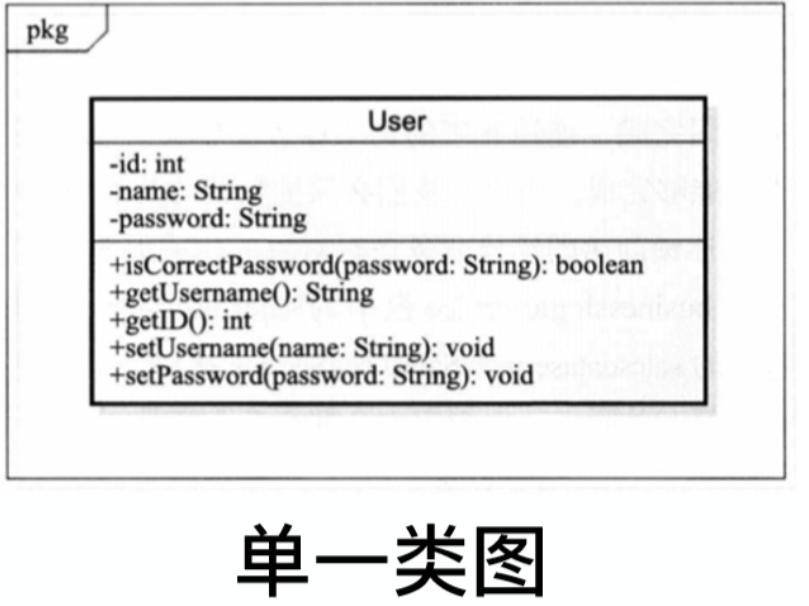 pkg
User
-id: int
-name: String
-password: String
+isCorrectPassword(password: String): boolean
+getUsername(): String
+getID(): int
+setUsername(name: String): void
+setPassword(password: String): void
单一类图